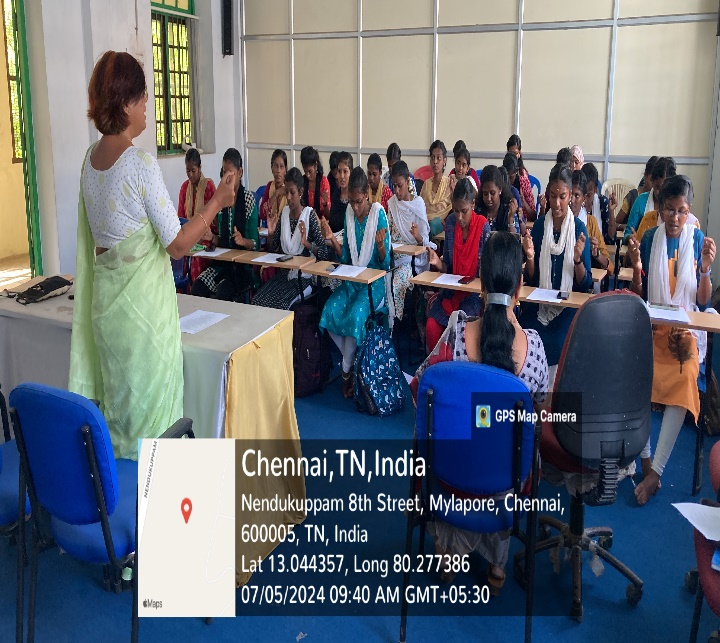 GPS Map Camera
NENDUKUPPAM
Maps
Chennai,TN,India
Nendukuppam 8th Street, Mylapore, Chennai,
600005, TN, India
Lat 13.044357, Long 80.277386
07/05/2024 09:40 AM GMT+05:30